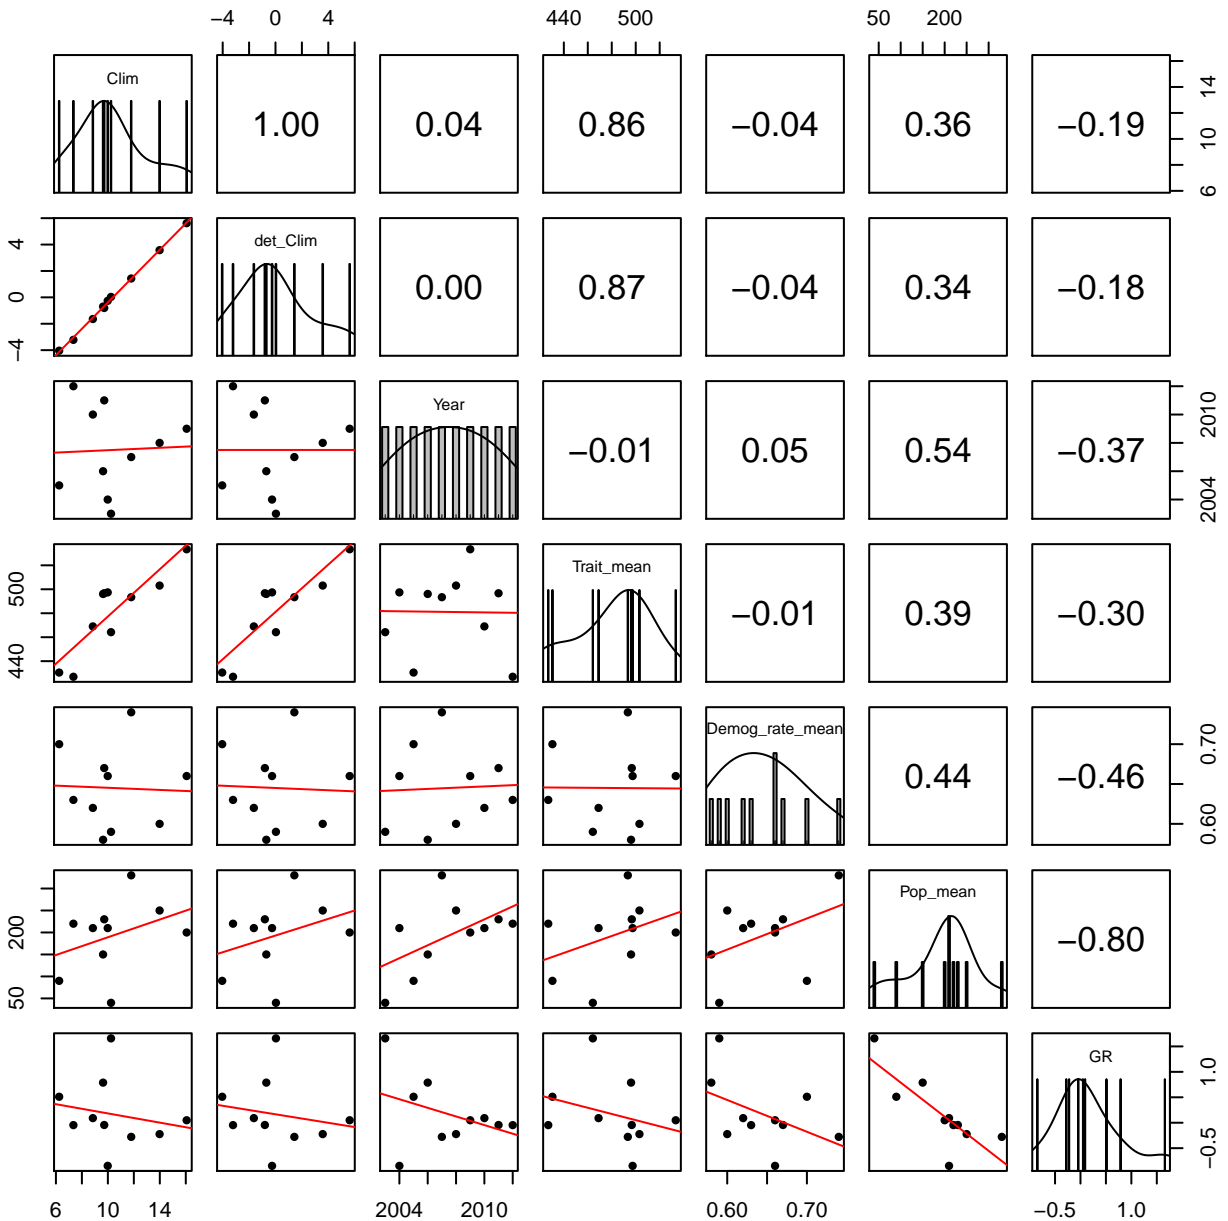 −4 0 4 440 500 50 200
Clim 1.00 0.04 0.86 −0.04 0.36 −0.19 6 10 14
−4 0 4 det_Clim 0.00 0.87 −0.04 0.34 −0.18
Year −0.01 0.05 0.54 −0.37 2004 2010
440 500 Trait_mean −0.01 0.39 −0.30
Demog_rate_mean 0.44 −0.46 0.60 0.70
50 200 Pop_mean −0.80
GR −0.5 1.0
6 10 14 2004 2010 0.60 0.70 −0.5 1.0